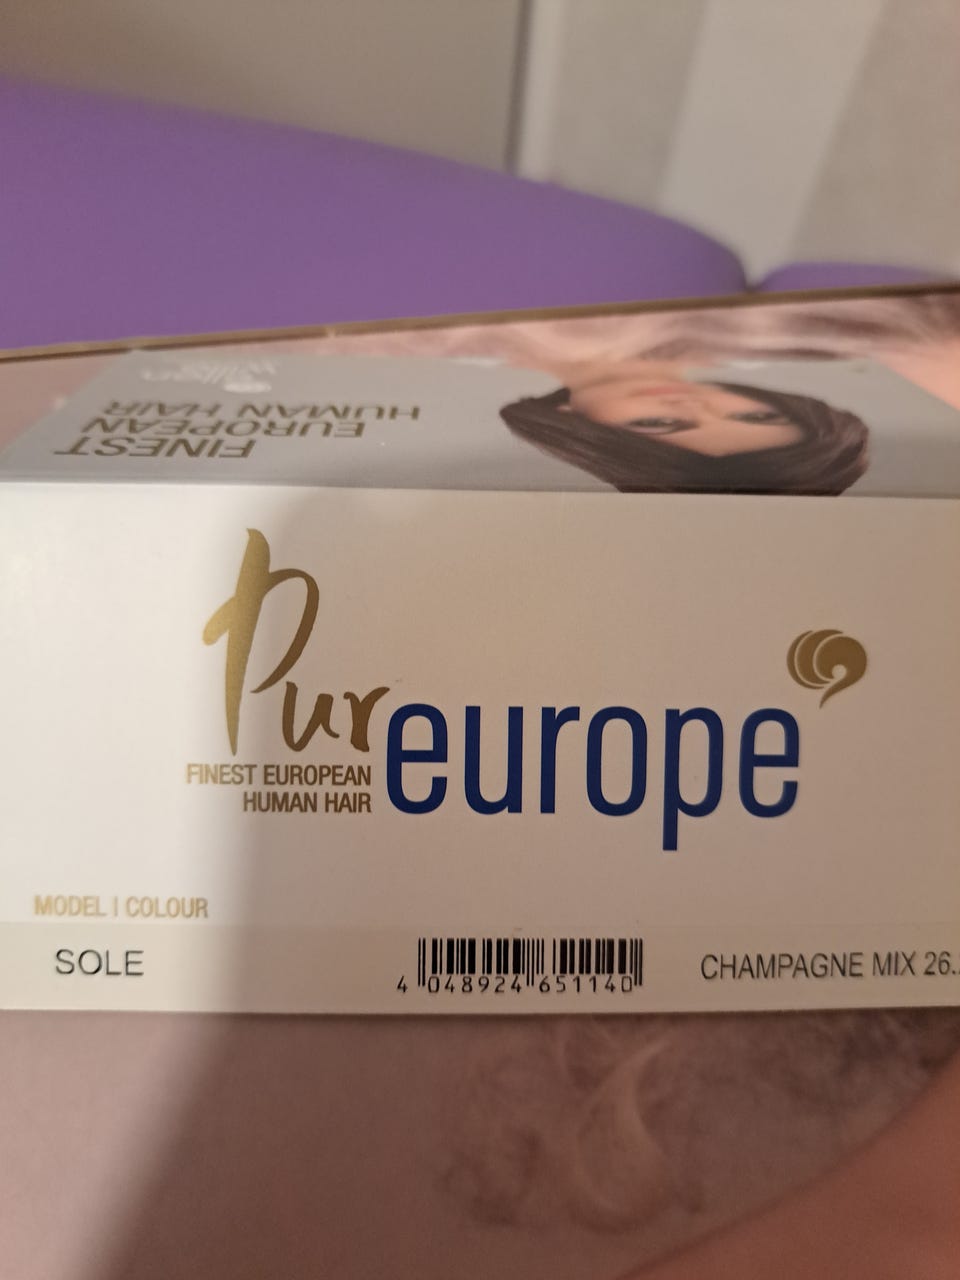 FINEST
EUROPEAN
HUMAN HAIR
Pur europe
FINEST EUROPEAN
HUMAN HAIR
MODEL | COLOUR
SOLE
4 048924 651140
CHAMPAGNE MIX 26.